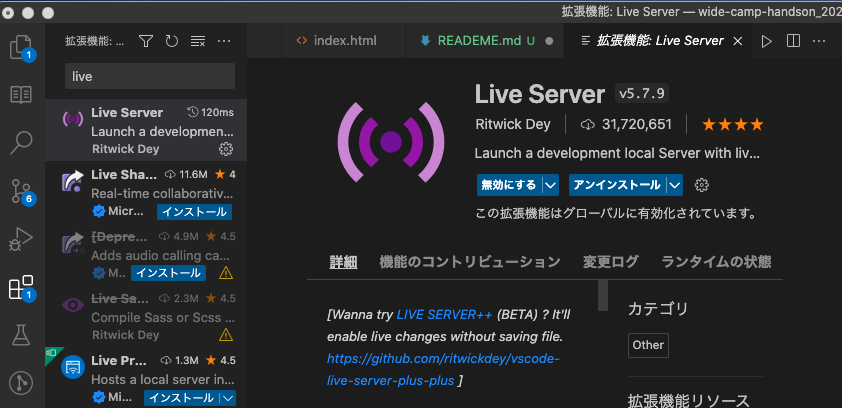 拡張機能: Live Server — wide-camp-handson_202
拡張機能: ...
index.html
READEME.md U
拡張機能: Live Server
live
Live Server 120ms
Launch a developmen...
Ritwick Dey
Live Sha... 11.6M 4
Real-time collaborativ...
Micr... インストール
[Depre... 4.9M 4.5
Adds audio calling ca...
M... インストール
Live Sa... 2.3M 4.5
Compile Sass or Scss ...
Ritwick Dey
Live Pr... 1.3M 4.5
Hosts a local server in...
Mi... インストール
1
6
1
Live Server v5.7.9
Ritwick Dey 31,720,651
Launch a development local Server with liv...
無効にする アンインストール
この拡張機能はグローバルに有効化されています。
詳細 機能のコントリビューション 変更ログ ランタイムの状態
[Wanna try LIVE SERVER++ (BETA) ? It'll
enable live changes without saving file.
https://github.com/ritwickdey/vscode-
live-server-plus-plus ]
カテゴリ
Other
拡張機能リソース